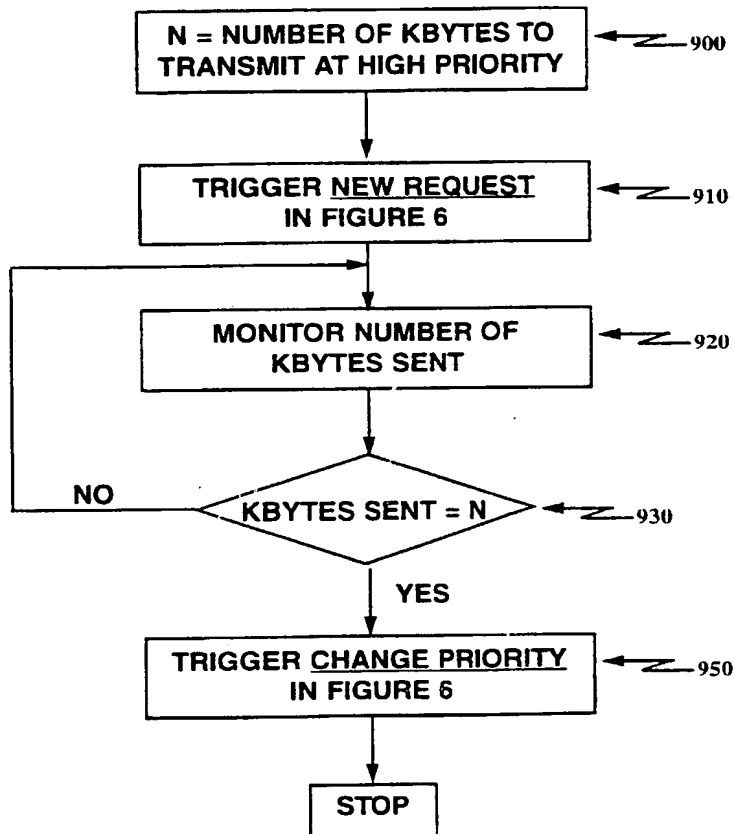 N = NUMBER OF KBYTES TO
TRANSMIT AT HIGH PRIORITY
900
TRIGGER NEW REQUEST
IN FIGURE 6
910
MONITOR NUMBER OF
KBYTES SENT
920
KBYTES SENT = N
930
NO
YES
TRIGGER CHANGE PRIORITY
IN FIGURE 6
950
STOP